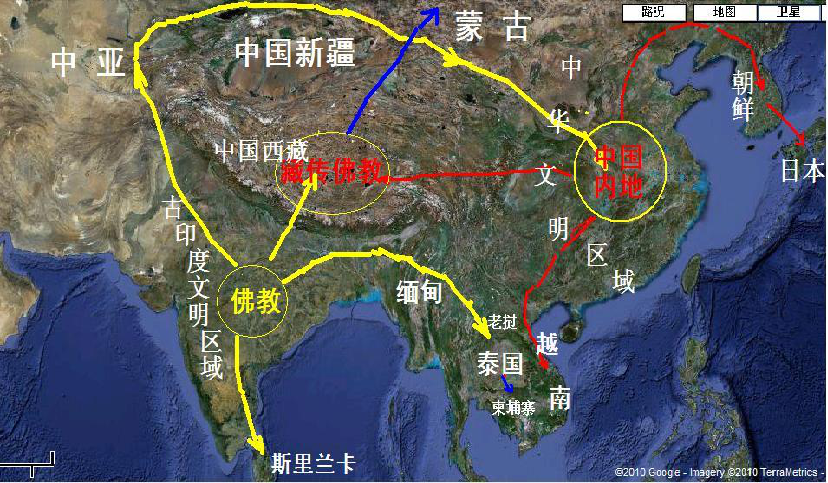 路况 地图 卫星
蒙古
中亚
中国新疆
中华文明区域
朝鲜
日本
中国西藏
藏传佛教
中国
内地
古印度文明区域
佛教
缅甸
老挝
越南
泰国
柬埔寨
斯里兰卡
©2010 Google - Imagery ©2010 TerraMetrics -